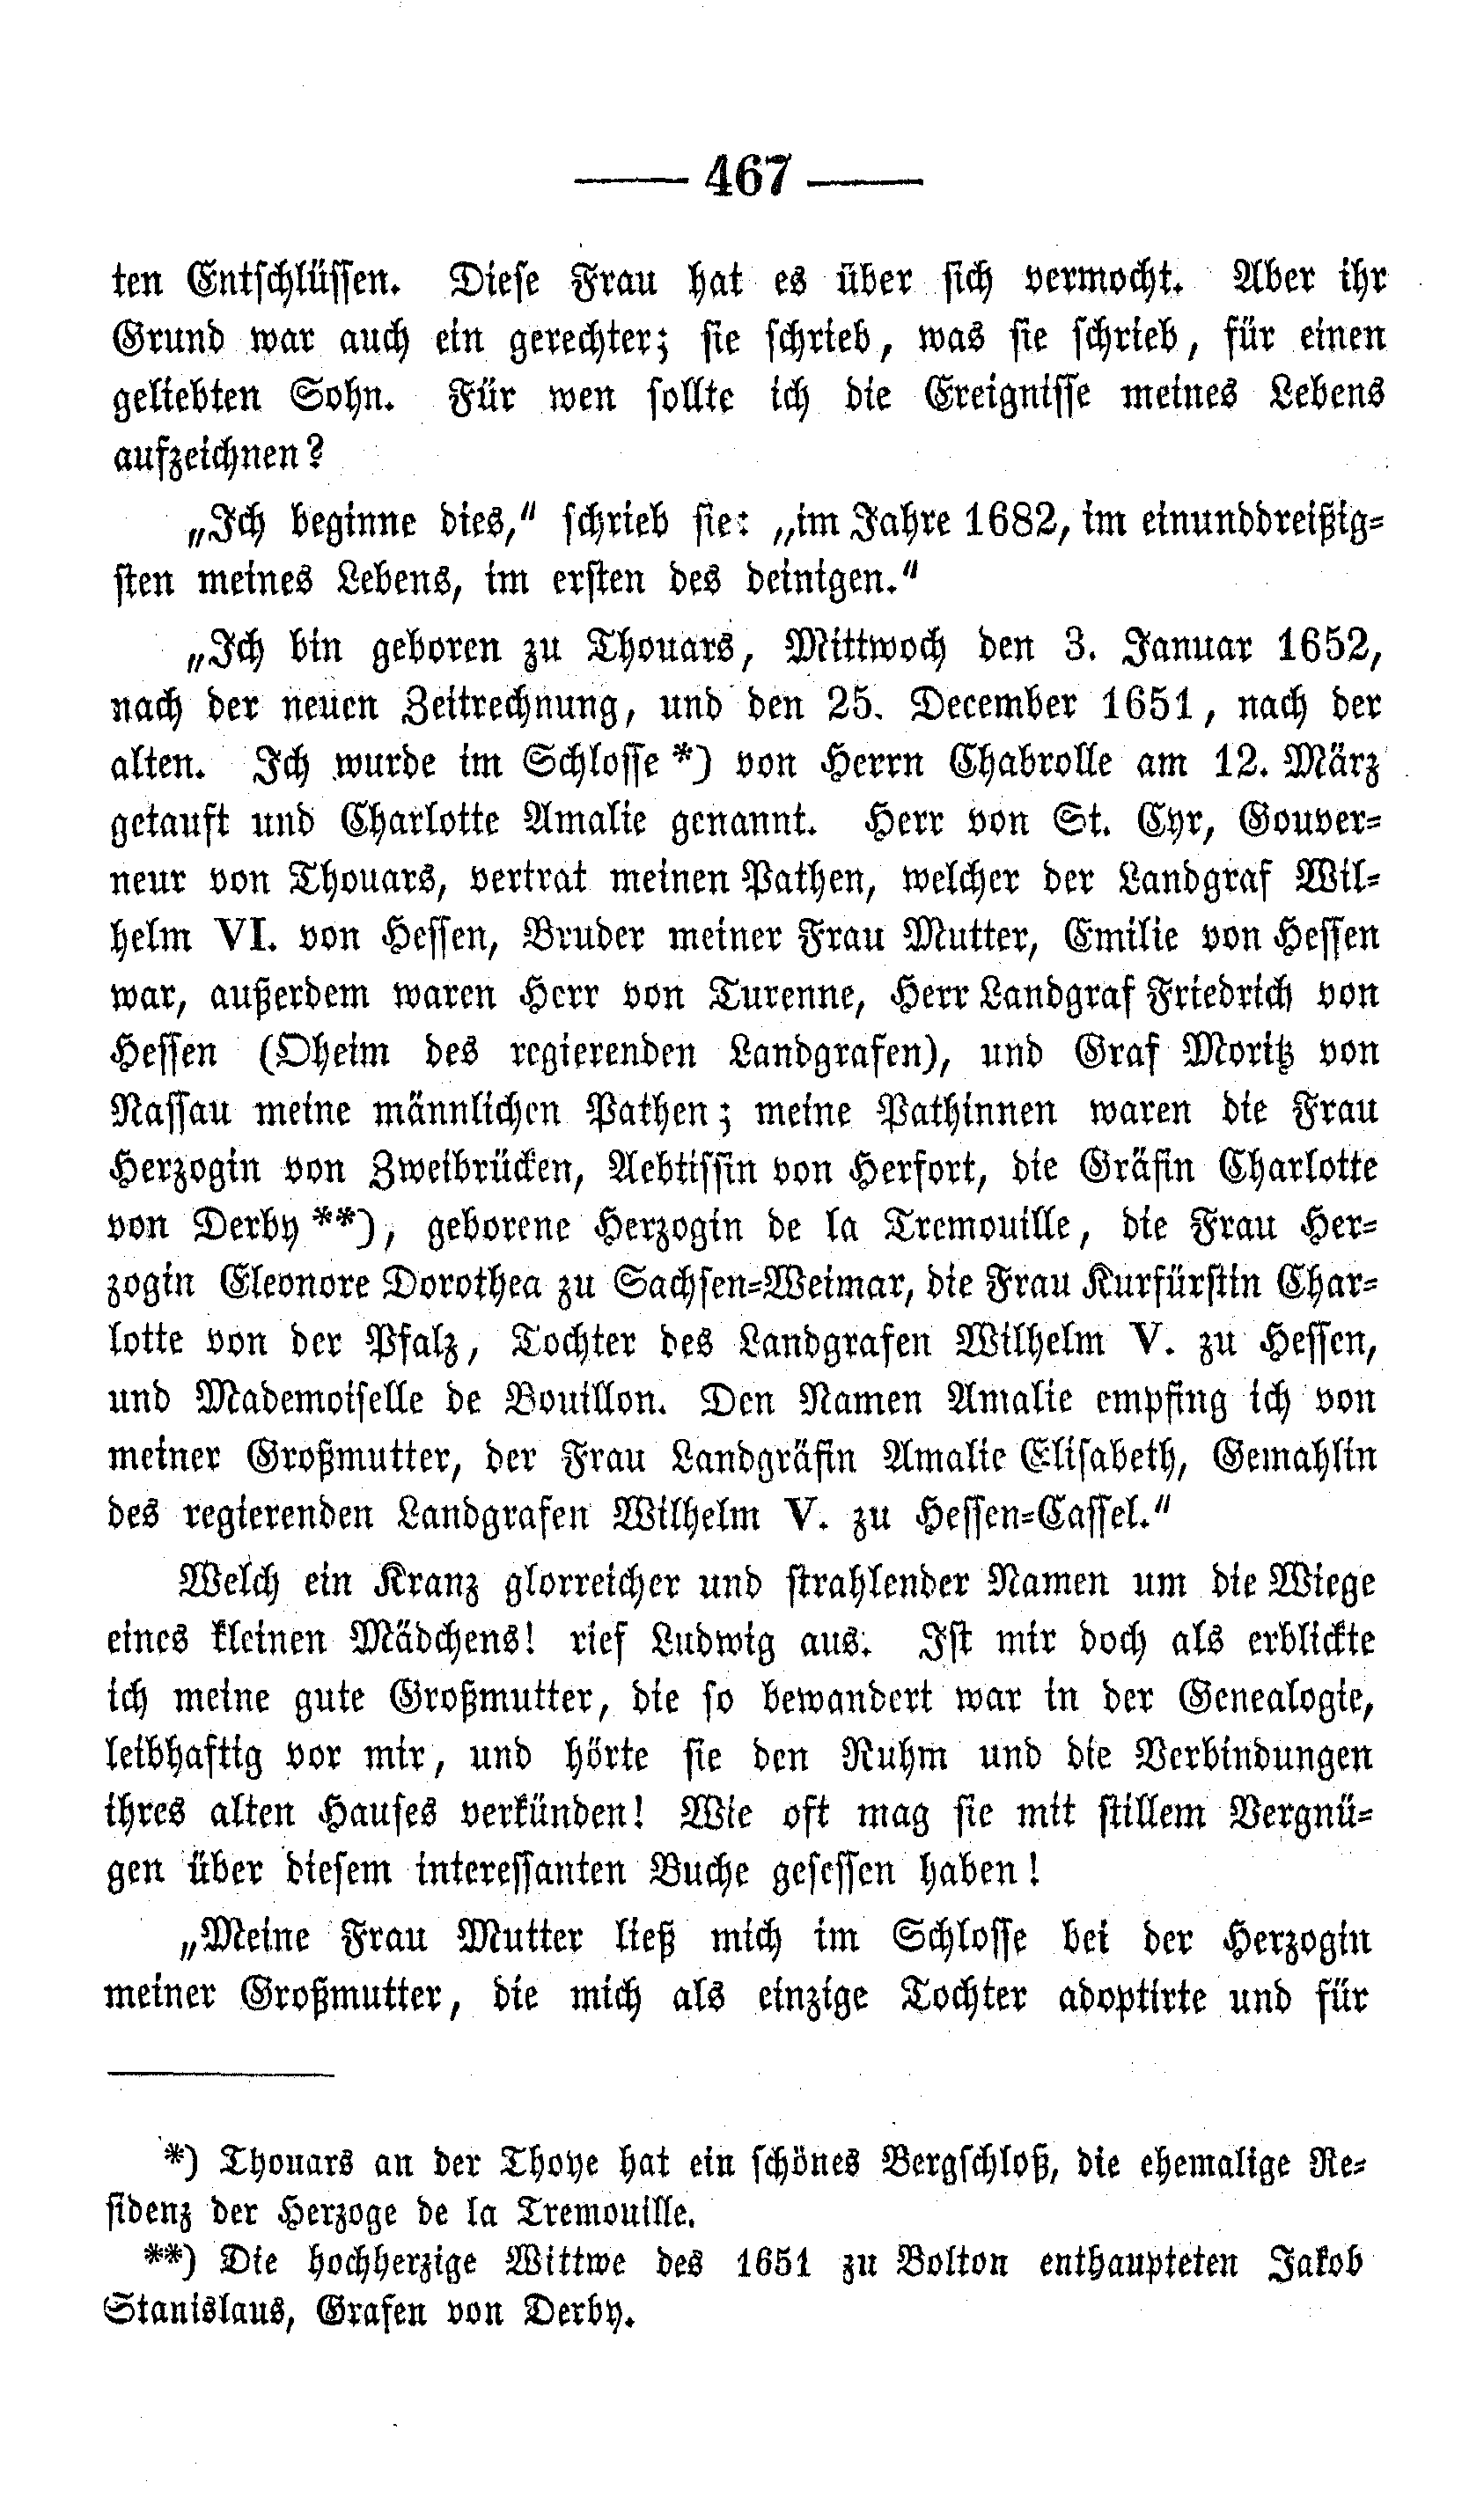 — 467 —
ten Entschlüssen. Diese Frau hat es über sich vermocht. Aber ihr
Grund war auch ein gerechter; sie schrieb, was sie schrieb, für einen
geliebten Sohn. Für wen sollte ich die Ereignisse meines Lebens
aufzeichnen?
„Ich beginne dies,“ schrieb sie: „im Jahre 1682, im einunddreißig-
sten meines Lebens, im ersten des deinigen.“
„Ich bin geboren zu Thouars, Mittwoch den 3. Januar 1652,
nach der neuen Zeitrechnung, und den 25. December 1651, nach der
alten. Ich wurde im Schlosse *) von Herrn Chabrolle am 12. März
getauft und Charlotte Amalie genannt. Herr von St. Cyr, Gouver-
neur von Thouars, vertrat meinen Pathen, welcher der Landgraf Wil-
helm VI. von Hessen, Bruder meiner Frau Mutter, Emilie von Hessen
war, außerdem waren Herr von Turenne, Herr Landgraf Friedrich von
Hessen (Oheim des regierenden Landgrafen), und Graf Moritz von
Nassau meine männlichen Pathen; meine Pathinnen waren die Frau
Herzogin von Zweibrücken, Aebtissin von Herfort, die Gräfin Charlotte
von Derby **), geborene Herzogin de la Tremouille, die Frau Her-
zogin Eleonore Dorothea zu Sachsen-Weimar, die Frau Kurfürstin Char-
lotte von der Pfalz, Tochter des Landgrafen Wilhelm V. zu Hessen,
und Mademoiselle de Bouillon. Den Namen Amalie empfing ich von
meiner Großmutter, der Frau Landgräfin Amalie Elisabeth, Gemahlin
des regierenden Landgrafen Wilhelm V. zu Hessen-Cassel.“
Welch ein Kranz glorreicher und strahlender Namen um die Wiege
eines kleinen Mädchens! rief Ludwig aus. Ist mir doch als erblickte
ich meine gute Großmutter, die so bewandert war in der Genealogie,
leibhaftig vor mir, und hörte sie den Ruhm und die Verbindungen
ihres alten Hauses verkünden! Wie oft mag sie mit stillem Vergnü-
gen über diesem interessanten Buche gesessen haben!
„Meine Frau Mutter ließ mich im Schlosse bei der Herzogin
meiner Großmutter, die mich als einzige Tochter adoptirte und für
*) Thouars an der Thoye hat ein schönes Bergschloß, die ehemalige Re-
sidenz der Herzoge de la Tremouille.
**) Die hochherzige Wittwe des 1651 zu Bolton enthaupteten Jakob
Stanislaus, Grafen von Derby.